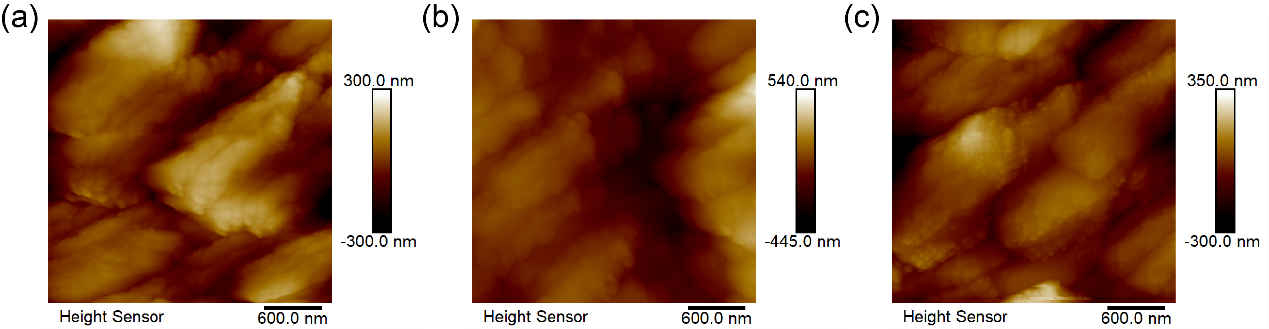 (a)
300.0 nm
-300.0 nm
Height Sensor
600.0 nm
(b)
540.0 nm
-445.0 nm
Height Sensor
600.0 nm
(c)
350.0 nm
-300.0 nm
Height Sensor
600.0 nm